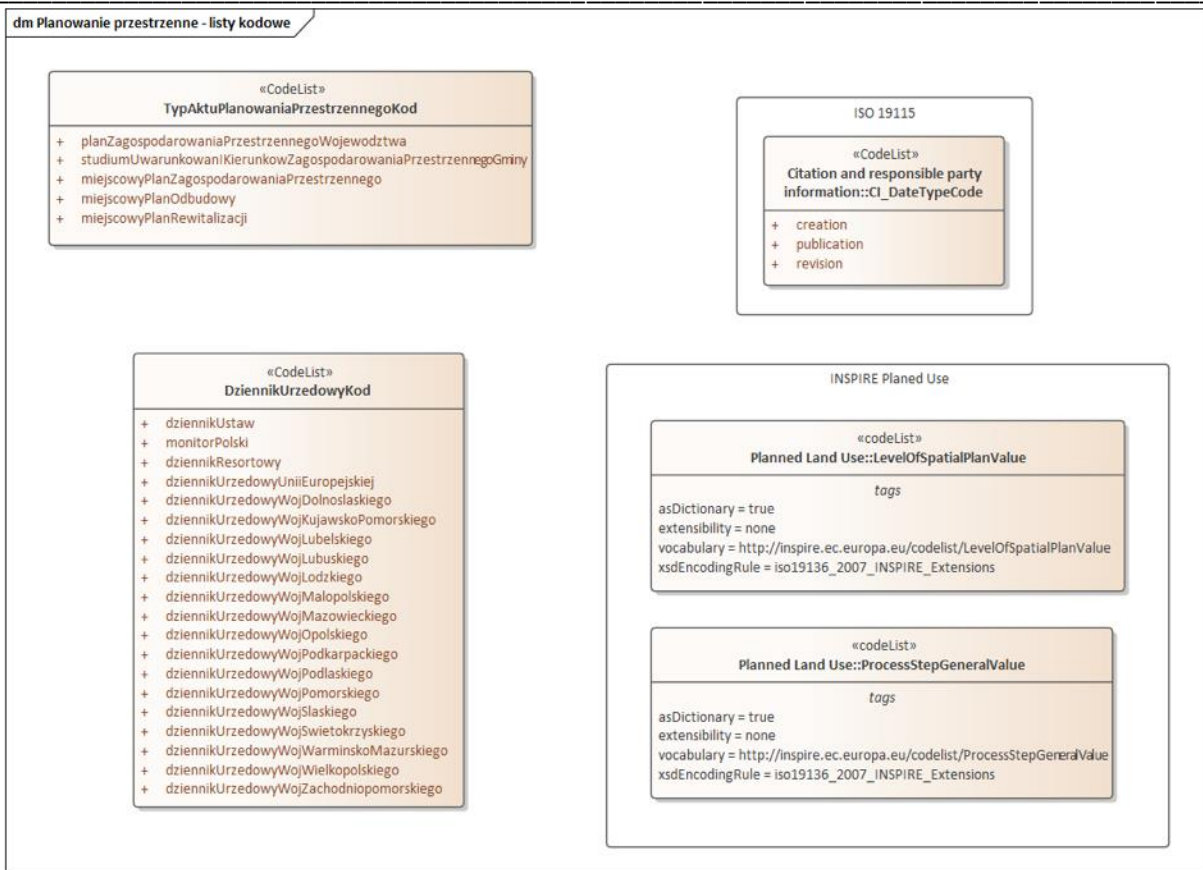 dm Planowanie przestrzenne - listy kodowe
«CodeList»
TypAktuPlanowaniaPrzestrzennegoKod
+ planZagospodarowaniaPrzestrzennegoWojewodztwa
+ studiumUwarunkowanIKierunkowZagospodarowaniaPrzestrzennegoGminy
+ miejscowyPlanZagospodarowaniaPrzestrzennego
+ miejscowyPlanOdbudowy
+ miejscowyPlanRewitalizacji
ISO 19115
«CodeList»
Citation and responsible party
information::CI_DateTypeCode
+ creation
+ publication
+ revision
«CodeList»
DziennikUrzedowyKod
+ dziennikUstaw
+ monitorPolski
+ dziennikResortowy
+ dziennikUrzedowyUniiEuropejskiej
+ dziennikUrzedowyWojDolnoslaskiego
+ dziennikUrzedowyWojKujawskoPomorskiego
+ dziennikUrzedowyWojLubelskiego
+ dziennikUrzedowyWojLubuskiego
+ dziennikUrzedowyWojLodzkiego
+ dziennikUrzedowyWojMalopolskiego
+ dziennikUrzedowyWojMazowieckiego
+ dziennikUrzedowyWojOpolskiego
+ dziennikUrzedowyWojPodkarpackiego
+ dziennikUrzedowyWojPodlaskiego
+ dziennikUrzedowyWojPomorskiego
+ dziennikUrzedowyWojSlaskiego
+ dziennikUrzedowyWojSwietokrzyskiego
+ dziennikUrzedowyWojWarminskoMazurskiego
+ dziennikUrzedowyWojWielkopolskiego
+ dziennikUrzedowyWojZachodniopomorskiego
INSPIRE Planed Use
«codeList»
Planned Land Use::LevelOfSpatialPlanValue
tags
asDictionary = true
extensibility = none
vocabulary = http://inspire.ec.europa.eu/codelist/LevelOfSpatialPlanValue
xsdEncodingRule = iso19136_2007_INSPIRE_Extensions
«codeList»
Planned Land Use::ProcessStepGeneralValue
tags
asDictionary = true
extensibility = none
vocabulary = http://inspire.ec.europa.eu/codelist/ProcessStepGeneralValue
xsdEncodingRule = iso19136_2007_INSPIRE_Extensions